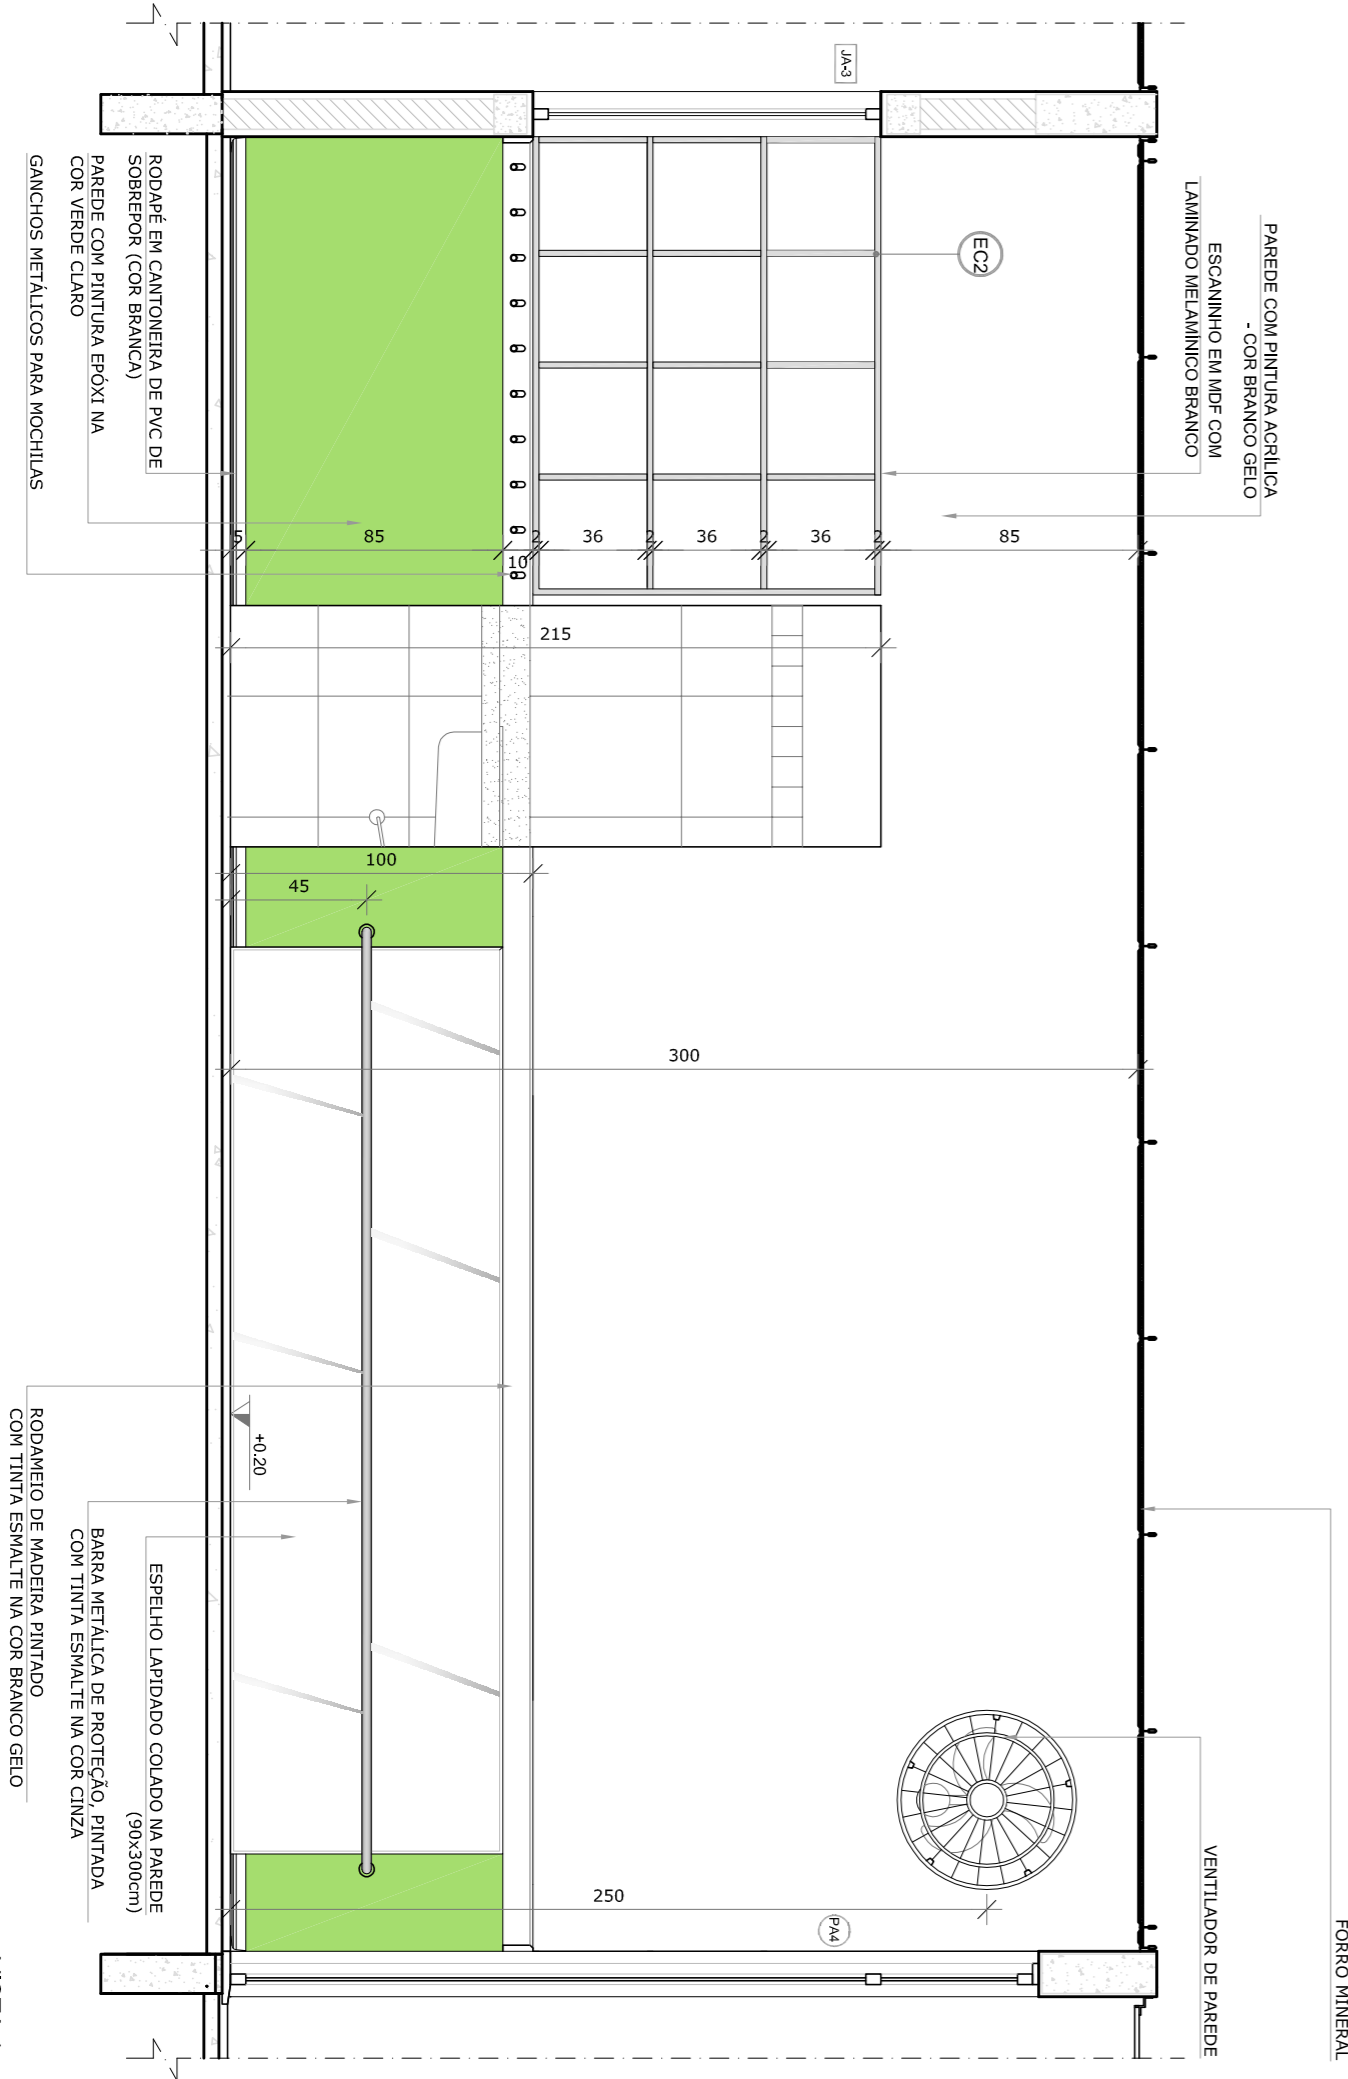 FORRO MINERAL
PAREDE COM PINTURA ACRÍLICA
- COR BRANCO GELO
ESCANINHO EM MDF COM
LAMINADO MELAMÍNICO BRANCO
VENTILADOR DE PAREDE
JA-3
EC2
PA4
5
85
10
2
36
2
36
2
36
2
85
215
100
45
300
250
+0.20
RODAPÉ EM CANTONEIRA DE PVC DE
SOBREPOR (COR BRANCA)
PAREDE COM PINTURA EPÓXI NA
COR VERDE CLARO
GANCHOS METÁLICOS PARA MOCHILAS
ESPELHO LAPIDADO COLADO NA PAREDE
(90x300cm)
BARRA METÁLICA DE PROTEÇÃO, PINTADA
COM TINTA ESMALTE NA COR CINZA
RODAMEIO DE MADEIRA PINTADO
COM TINTA ESMALTE NA COR BRANCO GELO